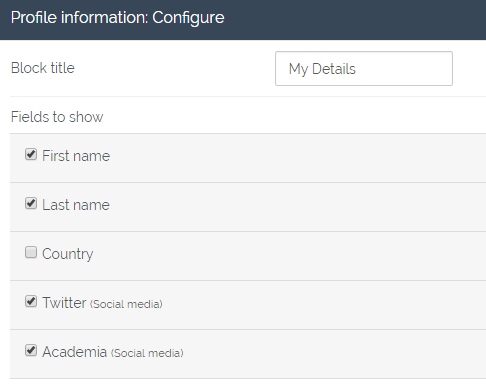 Profile information: Configure
Block title
My Details
Fields to show
First name
Last name
Country
Twitter (Social media)
Academia (Social media)